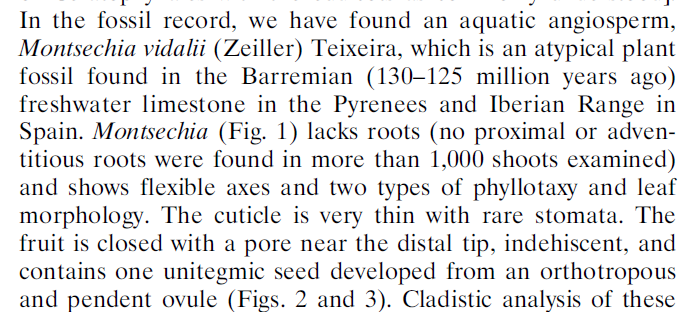 In the fossil record, we have found an aquatic angiosperm,
Montsechia vidalii (Zeiller) Teixeira, which is an atypical plant
fossil found in the Barremian (130–125 million years ago)
freshwater limestone in the Pyrenees and Iberian Range in
Spain. Montsechia (Fig. 1) lacks roots (no proximal or adven-
titious roots were found in more than 1,000 shoots examined)
and shows flexible axes and two types of phyllotaxy and leaf
morphology. The cuticle is very thin with rare stomata. The
fruit is closed with a pore near the distal tip, indehiscent, and
contains one unitegmic seed developed from an orthotropous
and pendent ovule (Figs. 2 and 3). Cladistic analysis of these